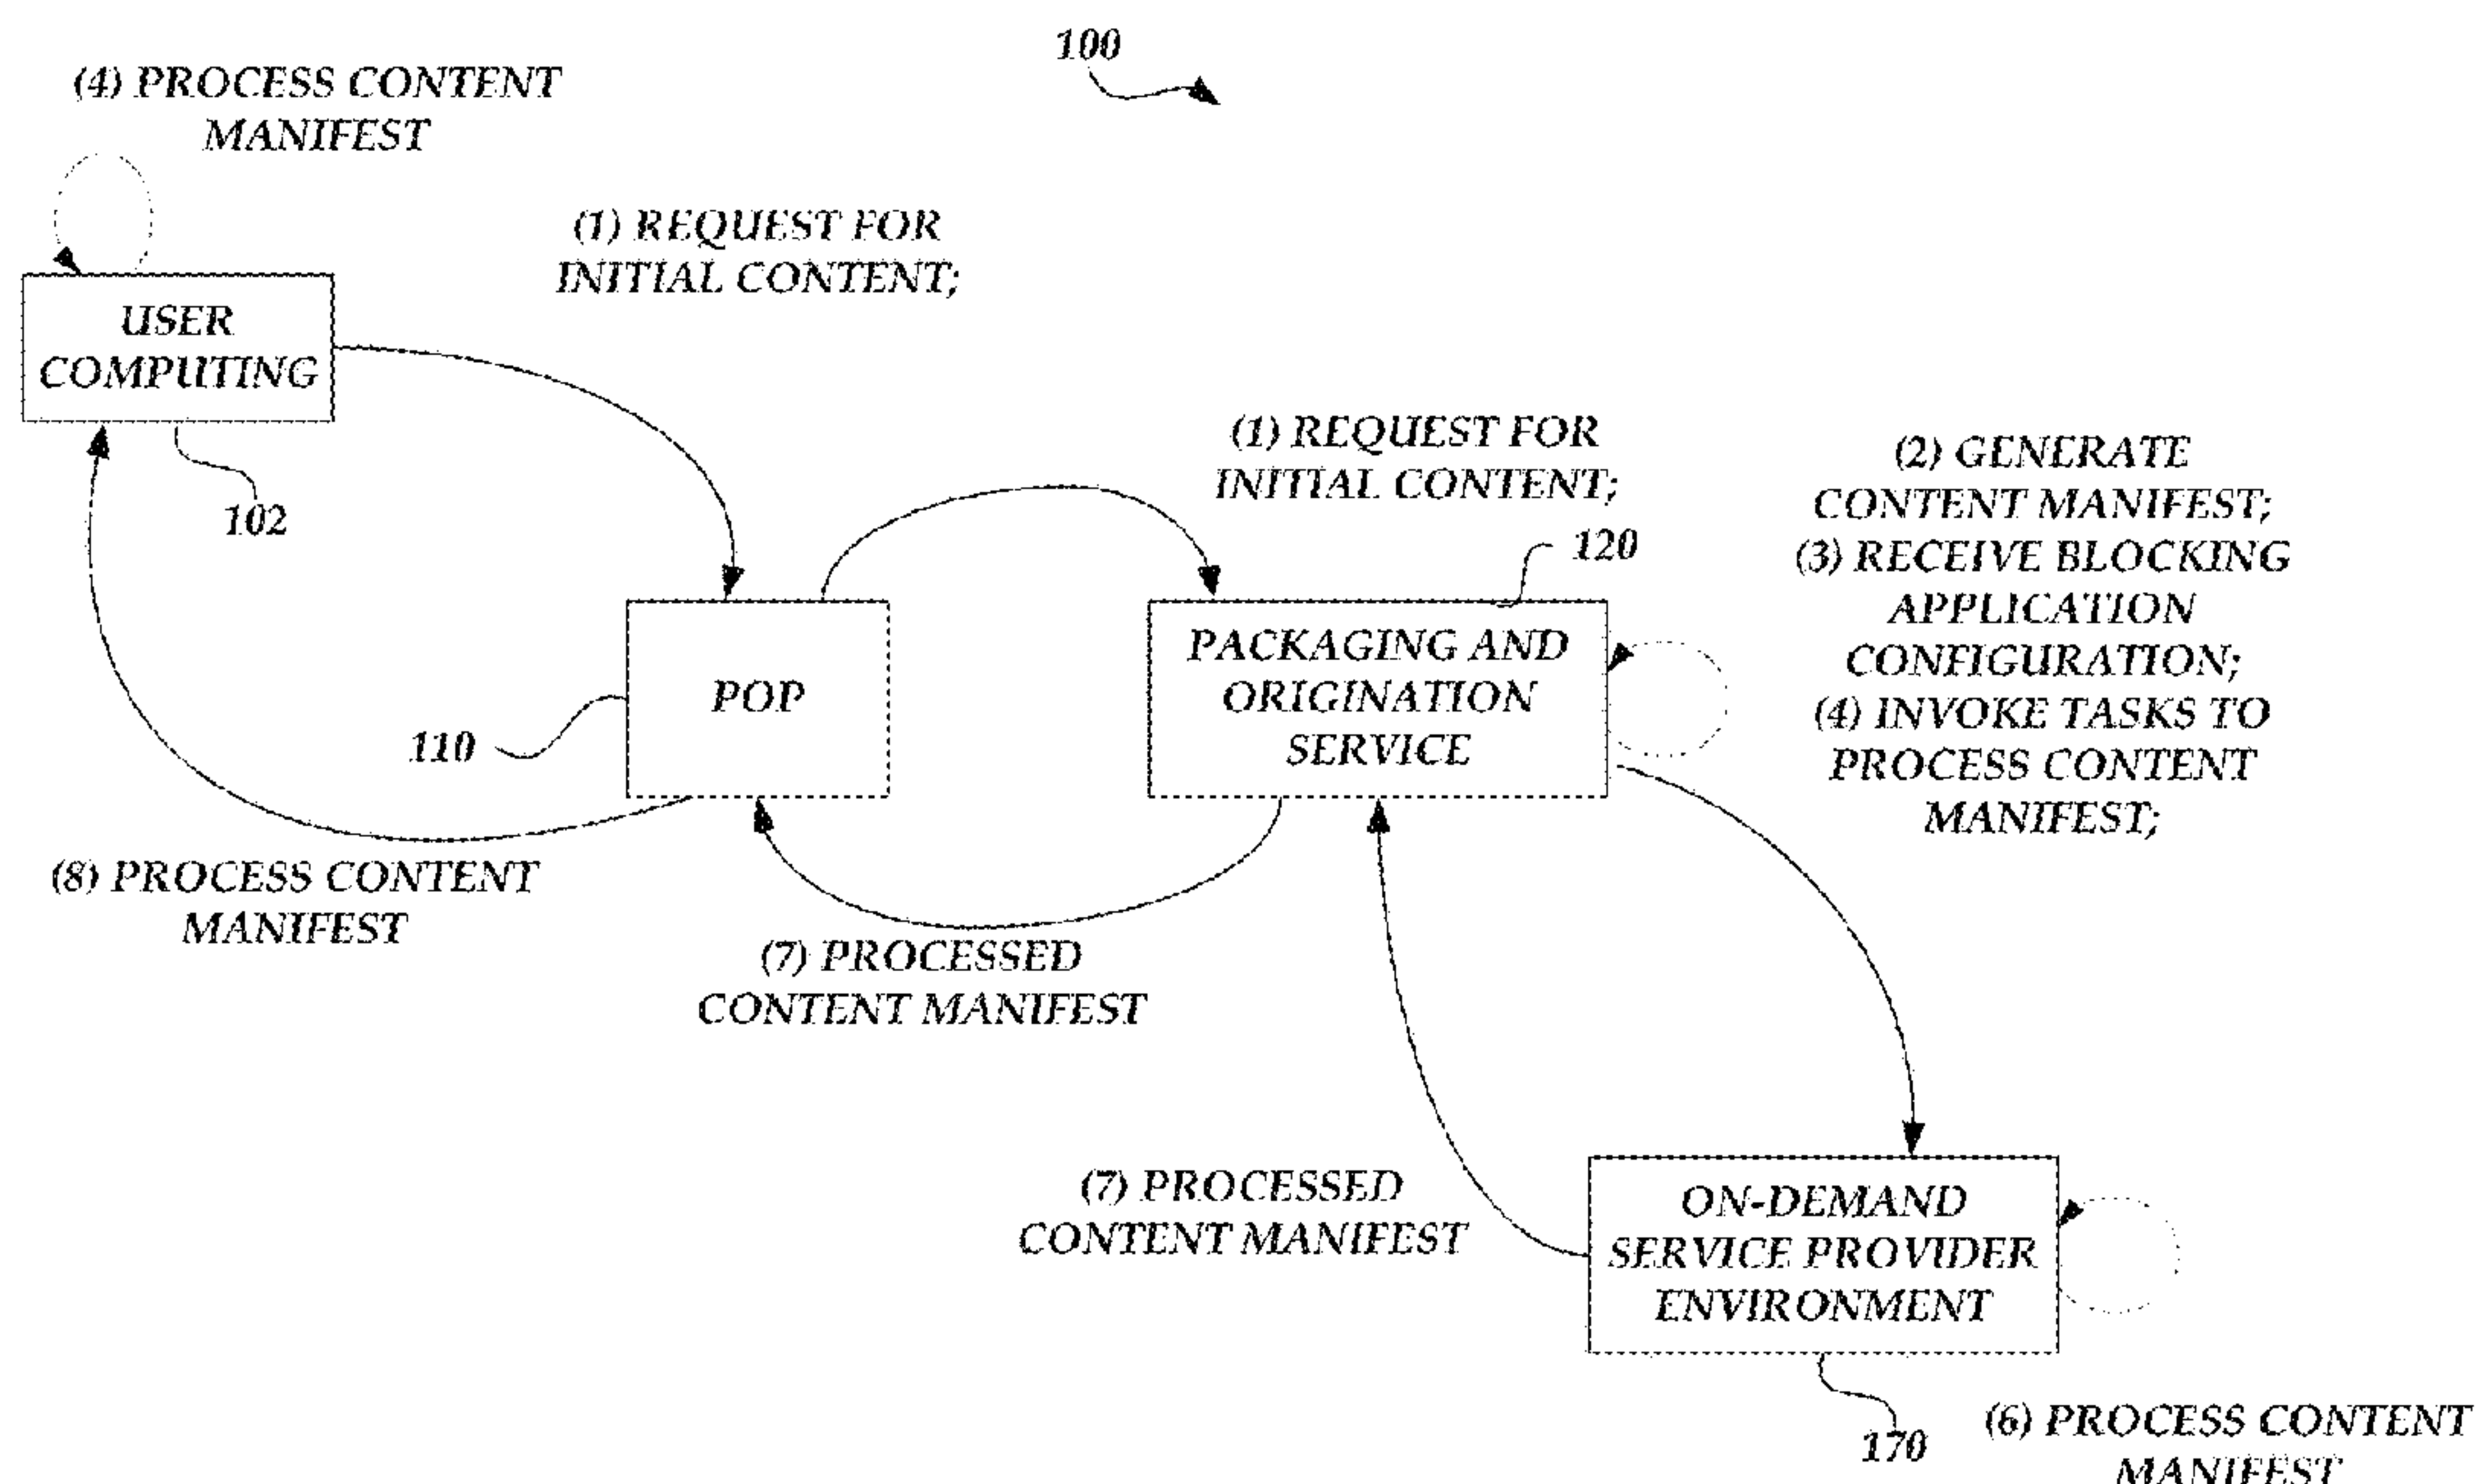 100
(4) PROCESS CONTENT
MANIFEST
(1) REQUEST FOR
INITIAL CONTENT;
USER
COMPUTING
102
(1) REQUEST FOR
INITIAL CONTENT;
120
(2) GENERATE
CONTENT MANIFEST;
(3) RECEIVE BLOCKING
APPLICATION
CONFIGURATION;
(4) INVOKE TASKS TO
PROCESS CONTENT
MANIFEST;
POP
110
PACKAGING AND
ORIGINATION
SERVICE
(8) PROCESS CONTENT
MANIFEST
(7) PROCESSED
CONTENT MANIFEST
(7) PROCESSED
CONTENT MANIFEST
ON-DEMAND
SERVICE PROVIDER
ENVIRONMENT
170
(6) PROCESS CONTENT
MANIFEST